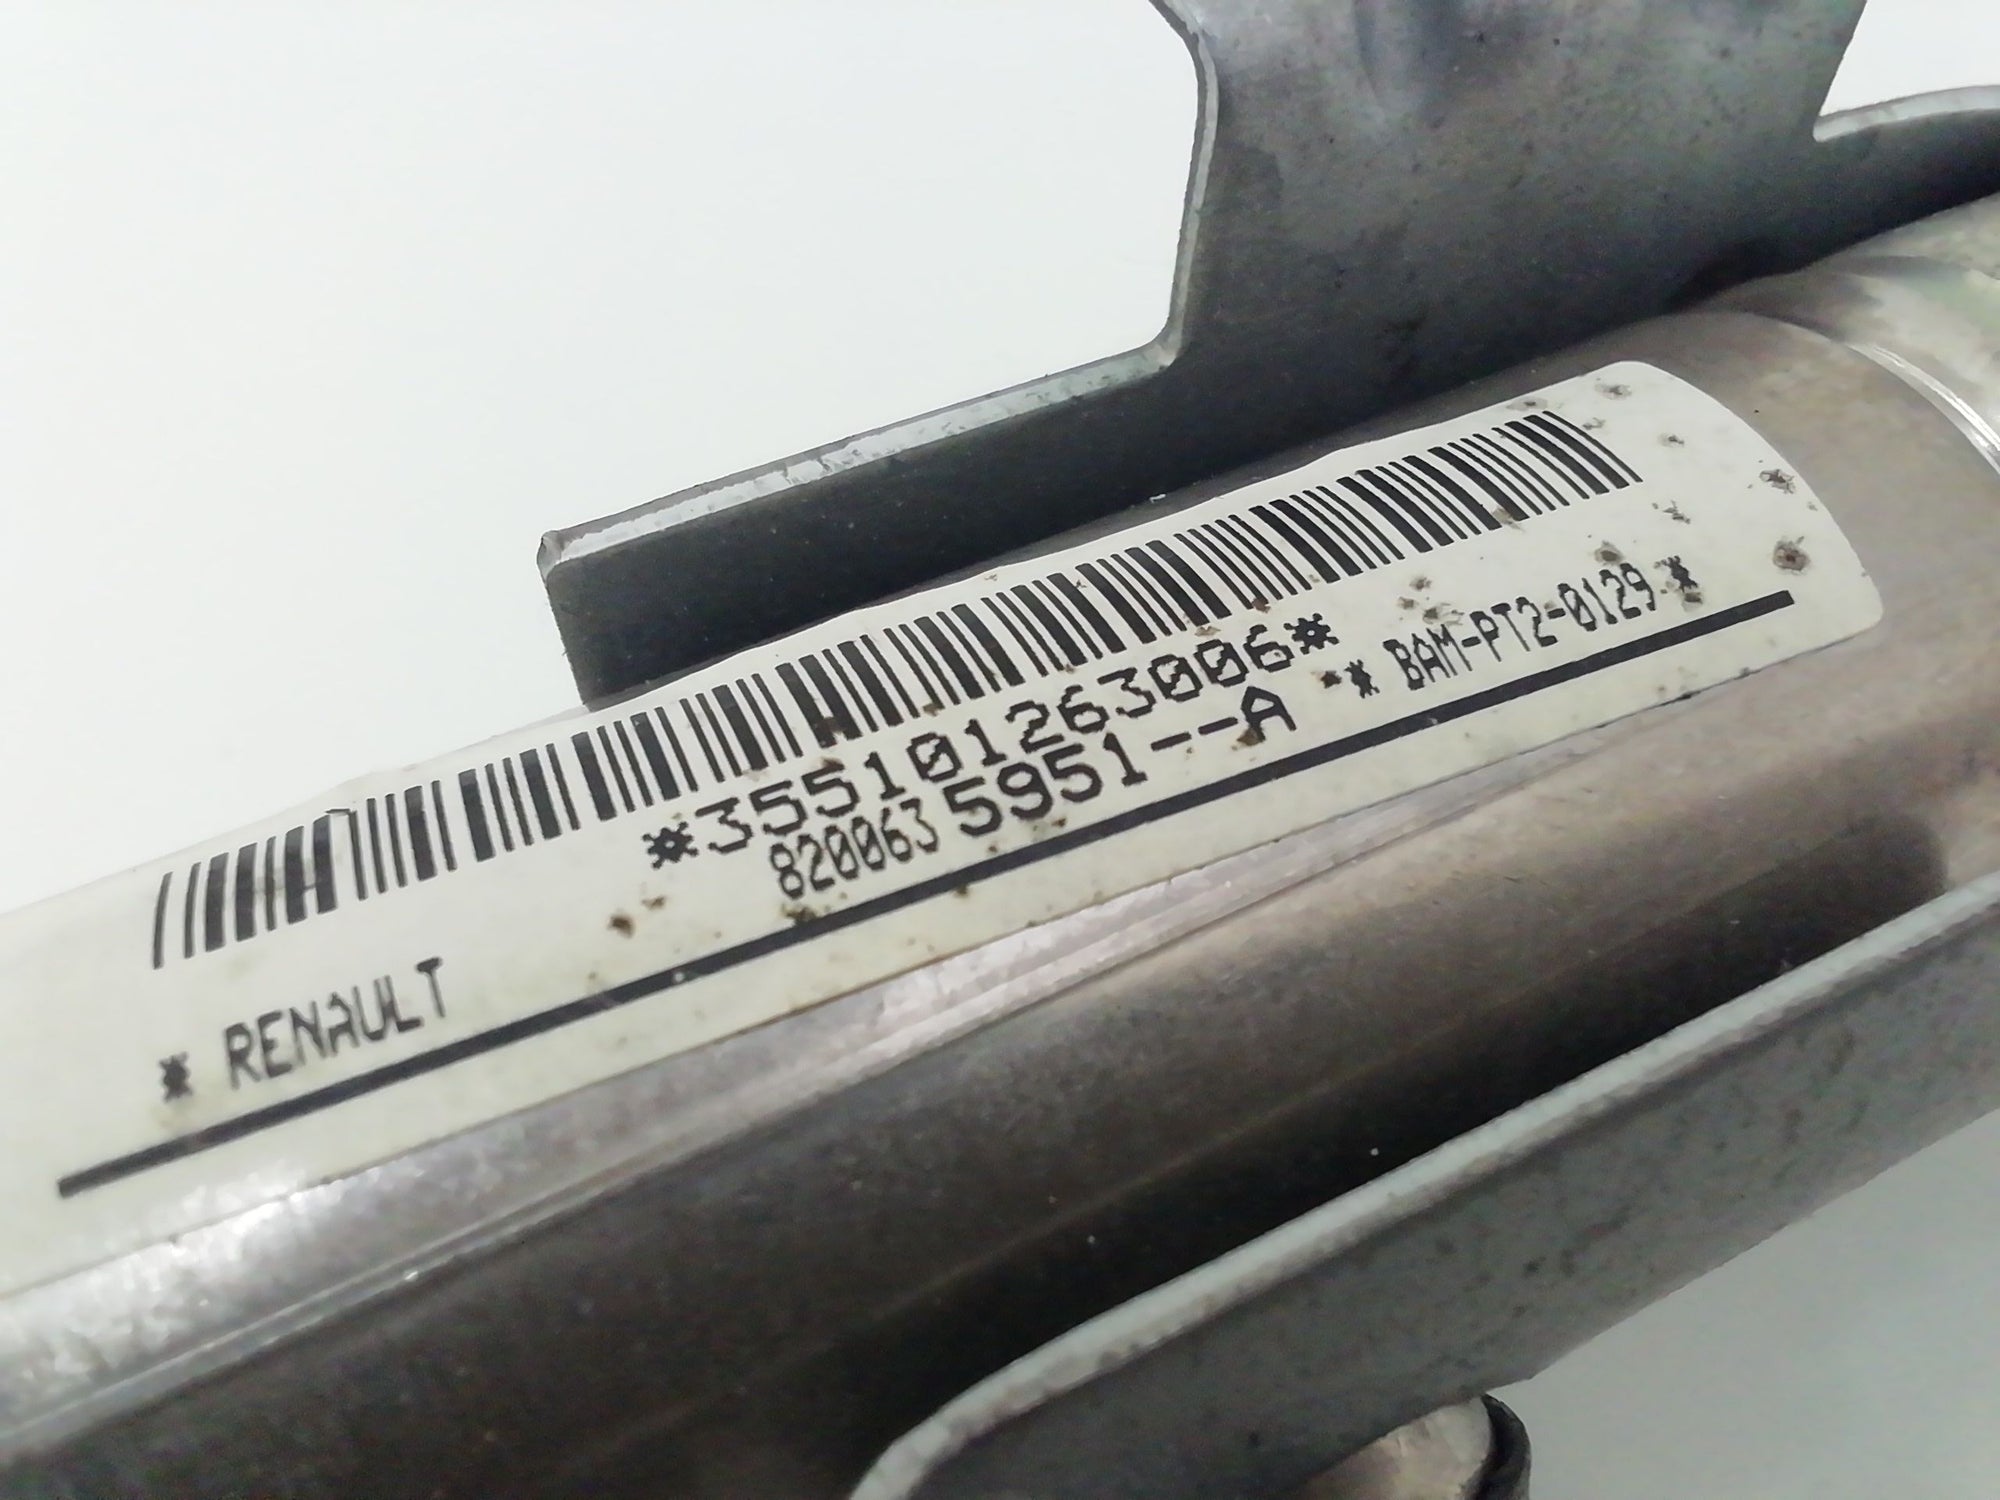 *355101263006*
8200635951--A
* RENAULT
* BAM-PT2-0129 *